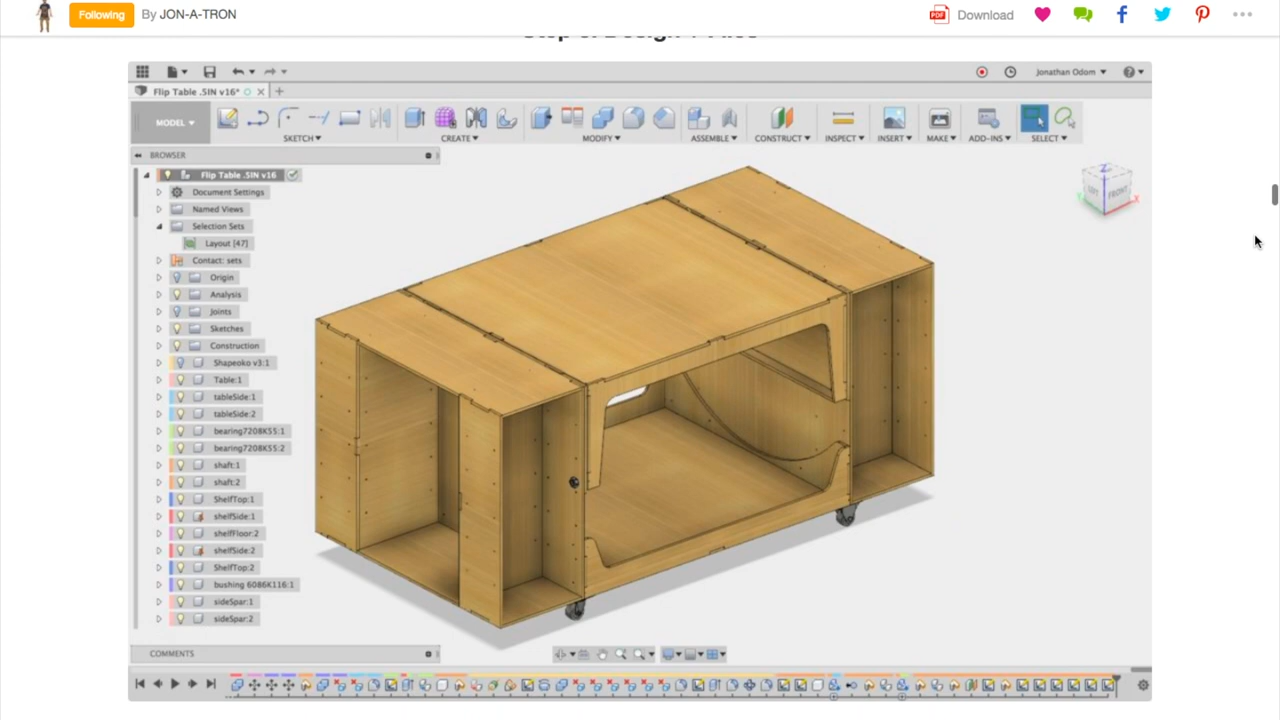 Following
By JON-A-TRON
Download
Jonathan Odom
Flip Table .5IN v16*
MODEL
SKETCH
CREATE
MODIFY
ASSEMBLE
CONSTRUCT
INSPECT
INSERT
MAKE
ADD-INS
SELECT
BROWSER
Flip Table .5IN v16
Document Settings
Named Views
Selection Sets
Layout [47]
Contact: sets
Origin
Analysis
Joints
Sketches
Construction
Shapeoko v3:1
Table:1
tableSide:1
tableSide:2
bearing7208K55:1
bearing7208K55:2
shaft:1
shaft:2
ShelfTop:1
shelfSide:1
shelfFloor:2
shelfSide:2
ShelfTop:2
bushing 6086K116:1
sideSpar:1
sideSpar:2
Z
LEFT
FRONT
Y
X
COMMENTS